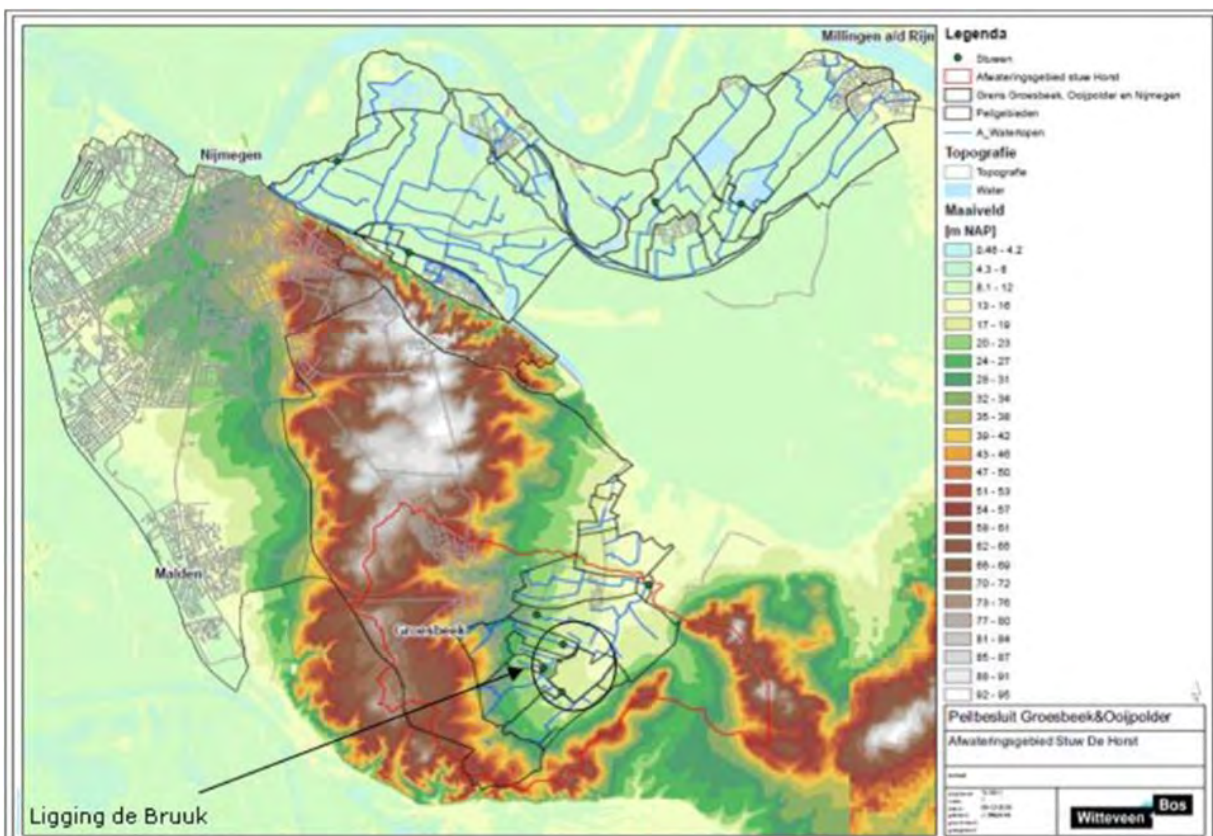 Millingen a/d Rijn
Nijmegen
Malden
Groesbeek
Ligging de Bruuk
Legenda
Stuwen
Afwateringsgebied stuw Horst
Grens Groesbeek, Ooijpolder en Nijmegen
Peilgebieden
A_Waterlopen
Topografie
Topografie
Water
Maaiveld
[m NAP]
0.46 - 4.2
4.3 - 8
8.1 - 12
13 - 16
17 - 19
20 - 23
24 - 27
28 - 31
32 - 34
35 - 38
39 - 42
43 - 46
47 - 50
51 - 53
54 - 57
58 - 61
62 - 65
66 - 69
70 - 72
73 - 76
77 - 80
81 - 84
85 - 87
88 - 91
92 - 95
Peilbesluit Groesbeek&Ooijpolder
Afwateringsgebied Stuw De Horst
Witteveen
Bos